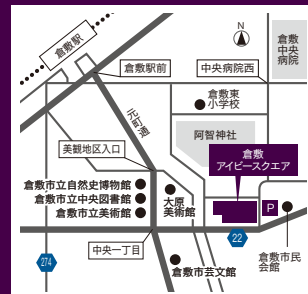 倉敷駅
N
倉敷
中央
病院
倉敷駅前
中央病院西
倉敷東
小学校
元町通
阿智神社
美観地区入口
倉敷
アイビースクエア
倉敷市立自然史博物館
倉敷市立中央図書館
倉敷市立美術館
大原
美術館
P
倉敷市民
会館
中央一丁目
22
274
倉敷市芸文館